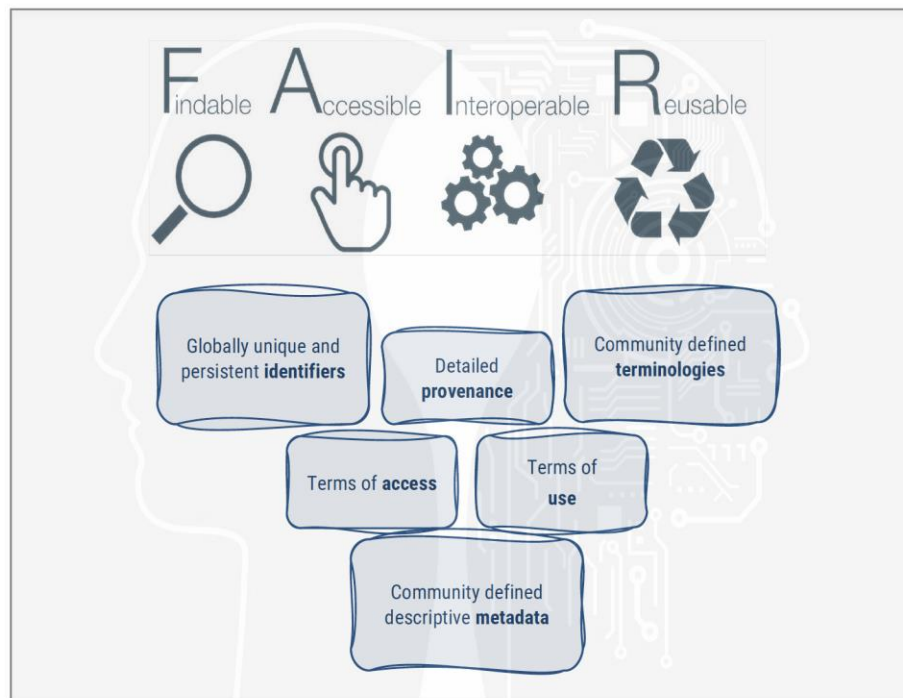 Findable Accessible Interoperable Reusable
Globally unique and
persistent identifiers
Detailed
provenance
Community defined
terminologies
Terms of access
Terms of
use
Community defined
descriptive metadata